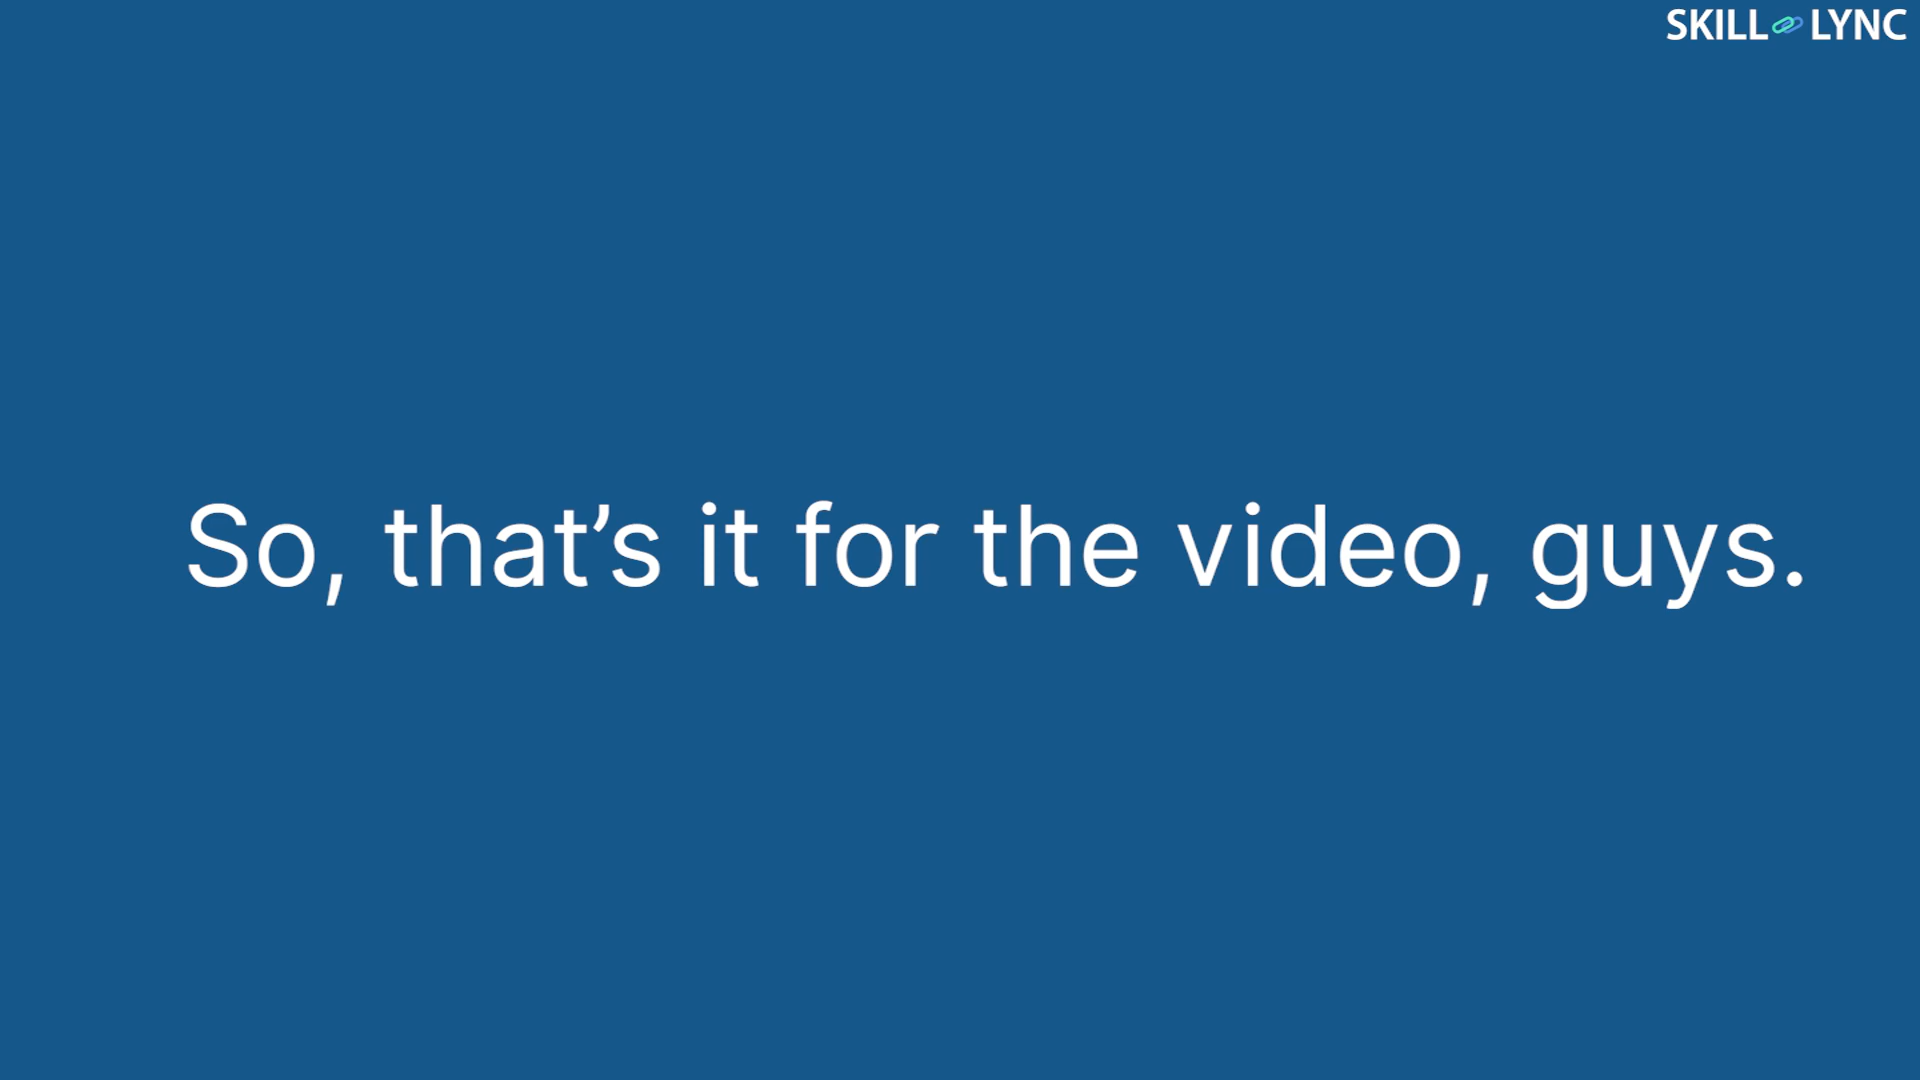 SKILL LYNC
So, that’s it for the video, guys.